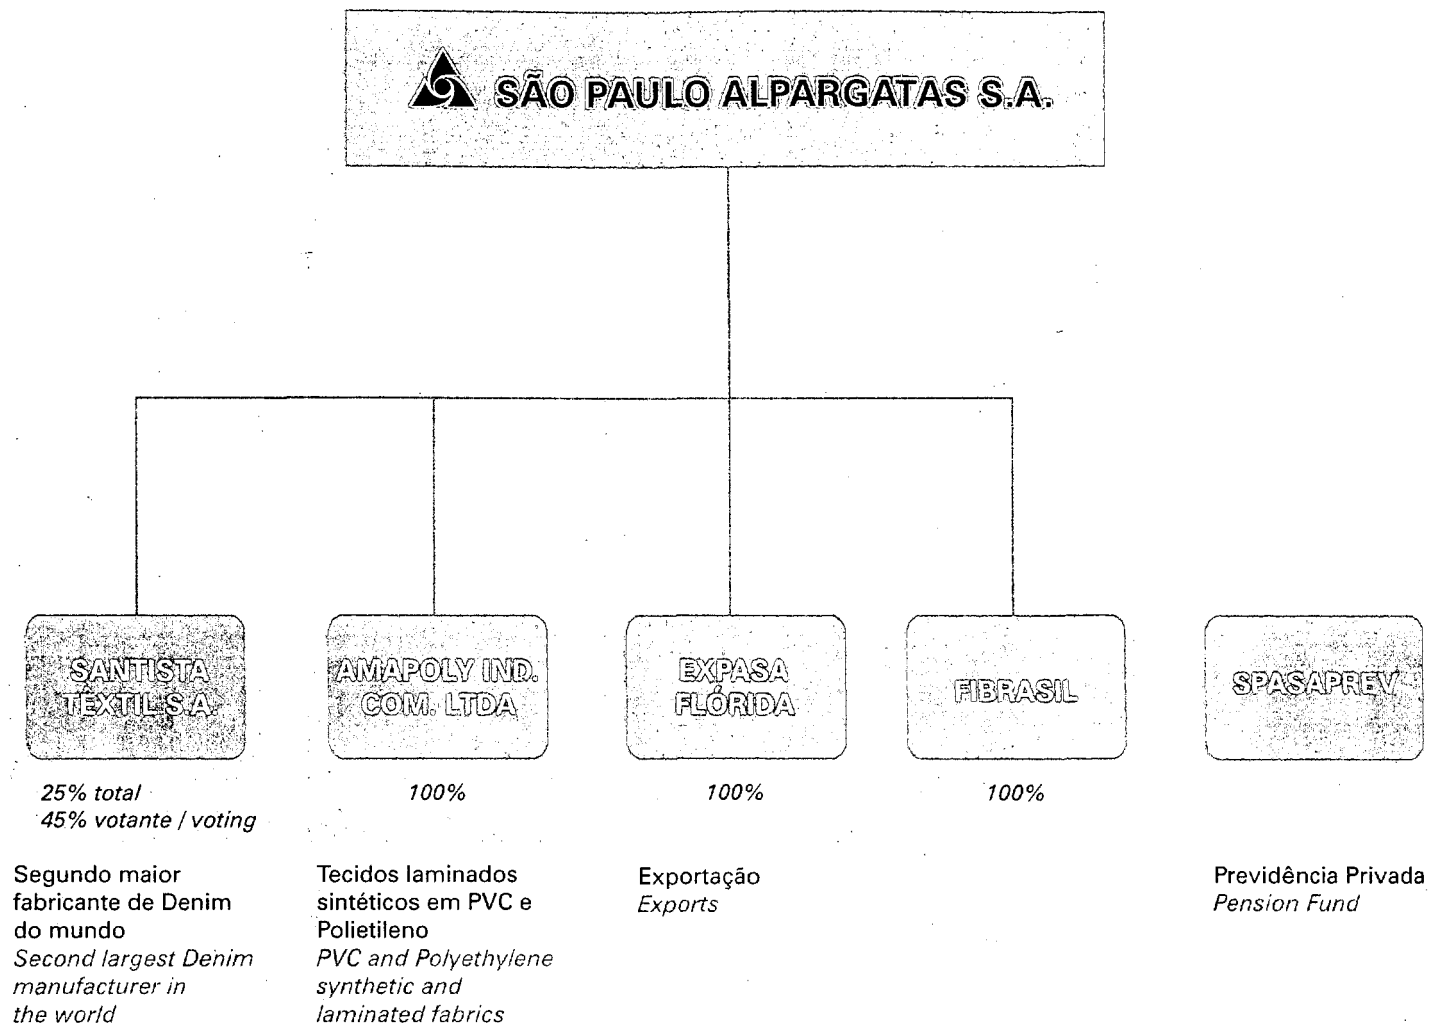 SÃO PAULO ALPARGATAS S.A.
SANTISTA
TÊXTIL S.A.
25% total
45% votante / voting
Segundo maior
fabricante de Denim
do mundo
Second largest Denim
manufacturer in
the world
AMAPOLY IND.
COM. LTDA
100%
Tecidos laminados
sintéticos em PVC e
Polietileno
PVC and Polyethylene
synthetic and
laminated fabrics
EXPASA
FLÓRIDA
100%
Exportação
Exports
FIBRASIL
100%
SPASAPREV
Previdência Privada
Pension Fund